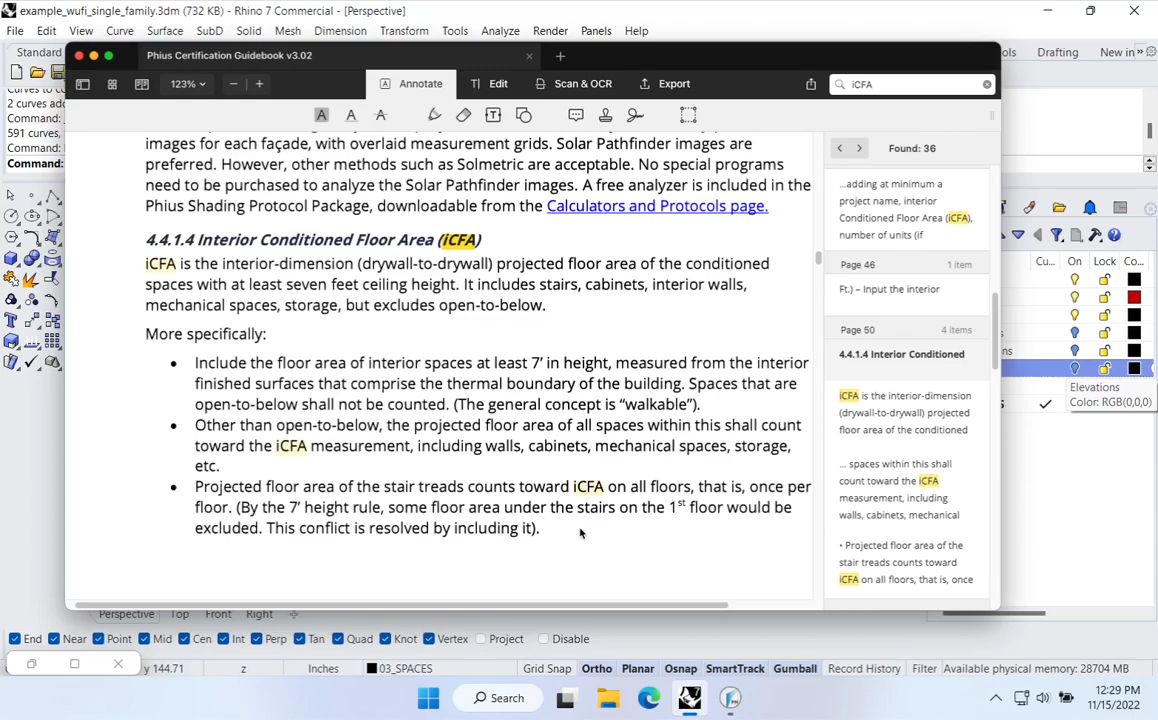 example_wufi_single_family.3dm (732 KB) - Rhino 7 Commercial - [Perspective]
File Edit View Curve Surface SubD Solid Mesh Dimension Transform Tools Analyze Render Panels Help
Standard
Drafting
New in
2 curves add
Command:
591 curves,
Command:
Command:
Phius Certification Guidebook v3.02
123%
Annotate
Edit
Scan & OCR
Export
iCFA
images for each façade, with overlaid measurement grids. Solar Pathfinder images are
preferred. However, other methods such as Solmetric are acceptable. No special programs
need to be purchased to analyze the Solar Pathfinder images. A free analyzer is included in the
Phius Shading Protocol Package, downloadable from the Calculators and Protocols page.
4.4.1.4 Interior Conditioned Floor Area (iCFA)
iCFA is the interior-dimension (drywall-to-drywall) projected floor area of the conditioned
spaces with at least seven feet ceiling height. It includes stairs, cabinets, interior walls,
mechanical spaces, storage, but excludes open-to-below.
More specifically:
• Include the floor area of interior spaces at least 7’ in height, measured from the interior
finished surfaces that comprise the thermal boundary of the building. Spaces that are
open-to-below shall not be counted. (The general concept is “walkable”).
• Other than open-to-below, the projected floor area of all spaces within this shall count
toward the iCFA measurement, including walls, cabinets, mechanical spaces, storage,
etc.
• Projected floor area of the stair treads counts toward iCFA on all floors, that is, once per
floor. (By the 7’ height rule, some floor area under the stairs on the 1st floor would be
excluded. This conflict is resolved by including it).
Found: 36
...adding at minimum a
project name, interior
Conditioned Floor Area (iCFA),
number of units (if
Page 46 1 item
Ft.) – Input the interior
Page 50 4 items
4.4.1.4 Interior Conditioned
iCFA is the interior-dimension
(drywall-to-drywall) projected
floor area of the conditioned
... spaces within this shall
count toward the iCFA
measurement, including
walls, cabinets, mechanical
• Projected floor area of the
stair treads counts toward
iCFA on all floors, that is, once
Cu... On Lock Co...
Elevations
Color: RGB(0,0,0)
Perspective Top Front Right
End Near Point Mid Cen Int Perp Tan Quad Knot Vertex Project Disable
y 144.71 z Inches 03_SPACES Grid Snap Ortho Planar Osnap SmartTrack Gumball Record History Filter Available physical memory: 28704 MB
Search
12:29 PM
11/15/2022